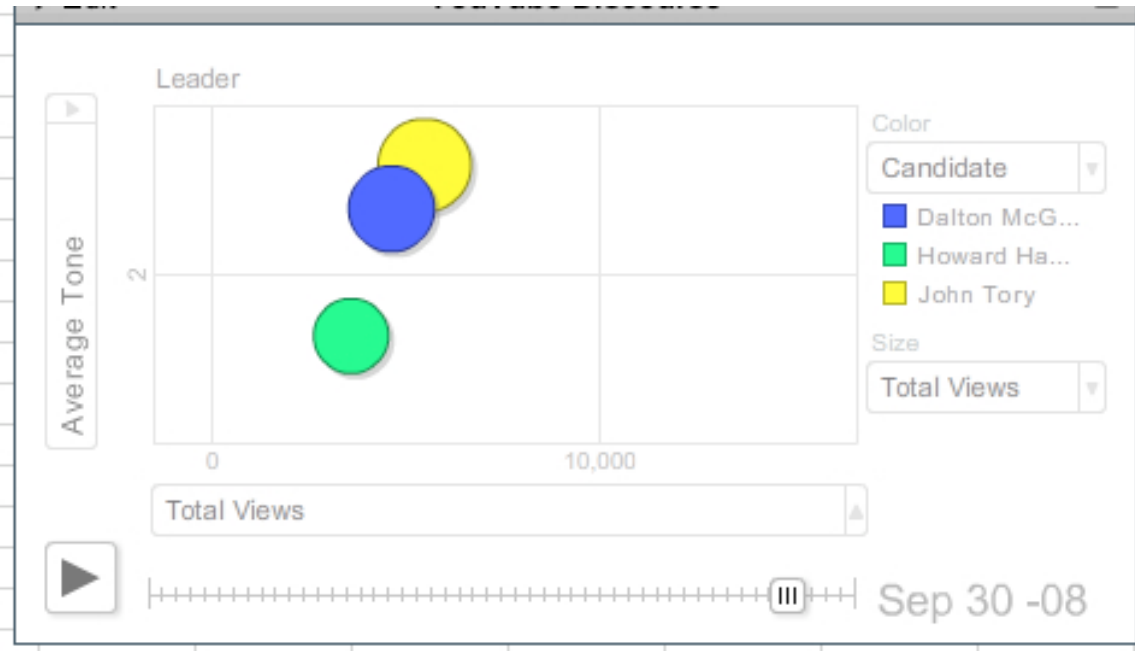 Leader
Average Tone
2
0
10,000
Total Views
Sep 30 -08
Color
Candidate
Dalton McG...
Howard Ha...
John Tory
Size
Total Views